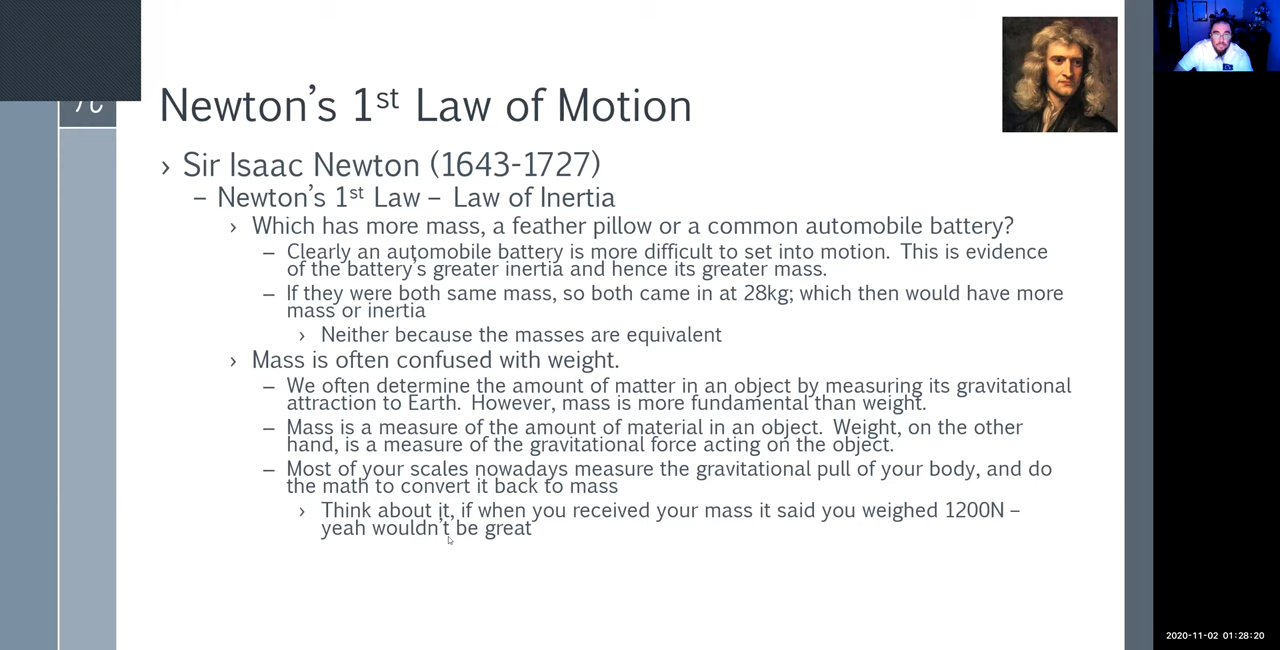 Newton’s 1st Law of Motion
› Sir Isaac Newton (1643-1727)
– Newton’s 1st Law – Law of Inertia
› Which has more mass, a feather pillow or a common automobile battery?
– Clearly an automobile battery is more difficult to set into motion. This is evidence
of the battery’s greater inertia and hence its greater mass.
– If they were both same mass, so both came in at 28kg; which then would have more
mass or inertia
› Neither because the masses are equivalent
› Mass is often confused with weight.
– We often determine the amount of matter in an object by measuring its gravitational
attraction to Earth. However, mass is more fundamental than weight.
– Mass is a measure of the amount of material in an object. Weight, on the other
hand, is a measure of the gravitational force acting on the object.
– Most of your scales nowadays measure the gravitational pull of your body, and do
the math to convert it back to mass
› Think about it, if when you received your mass it said you weighed 1200N –
yeah wouldn’t be great
2020-11-02 01:28:20